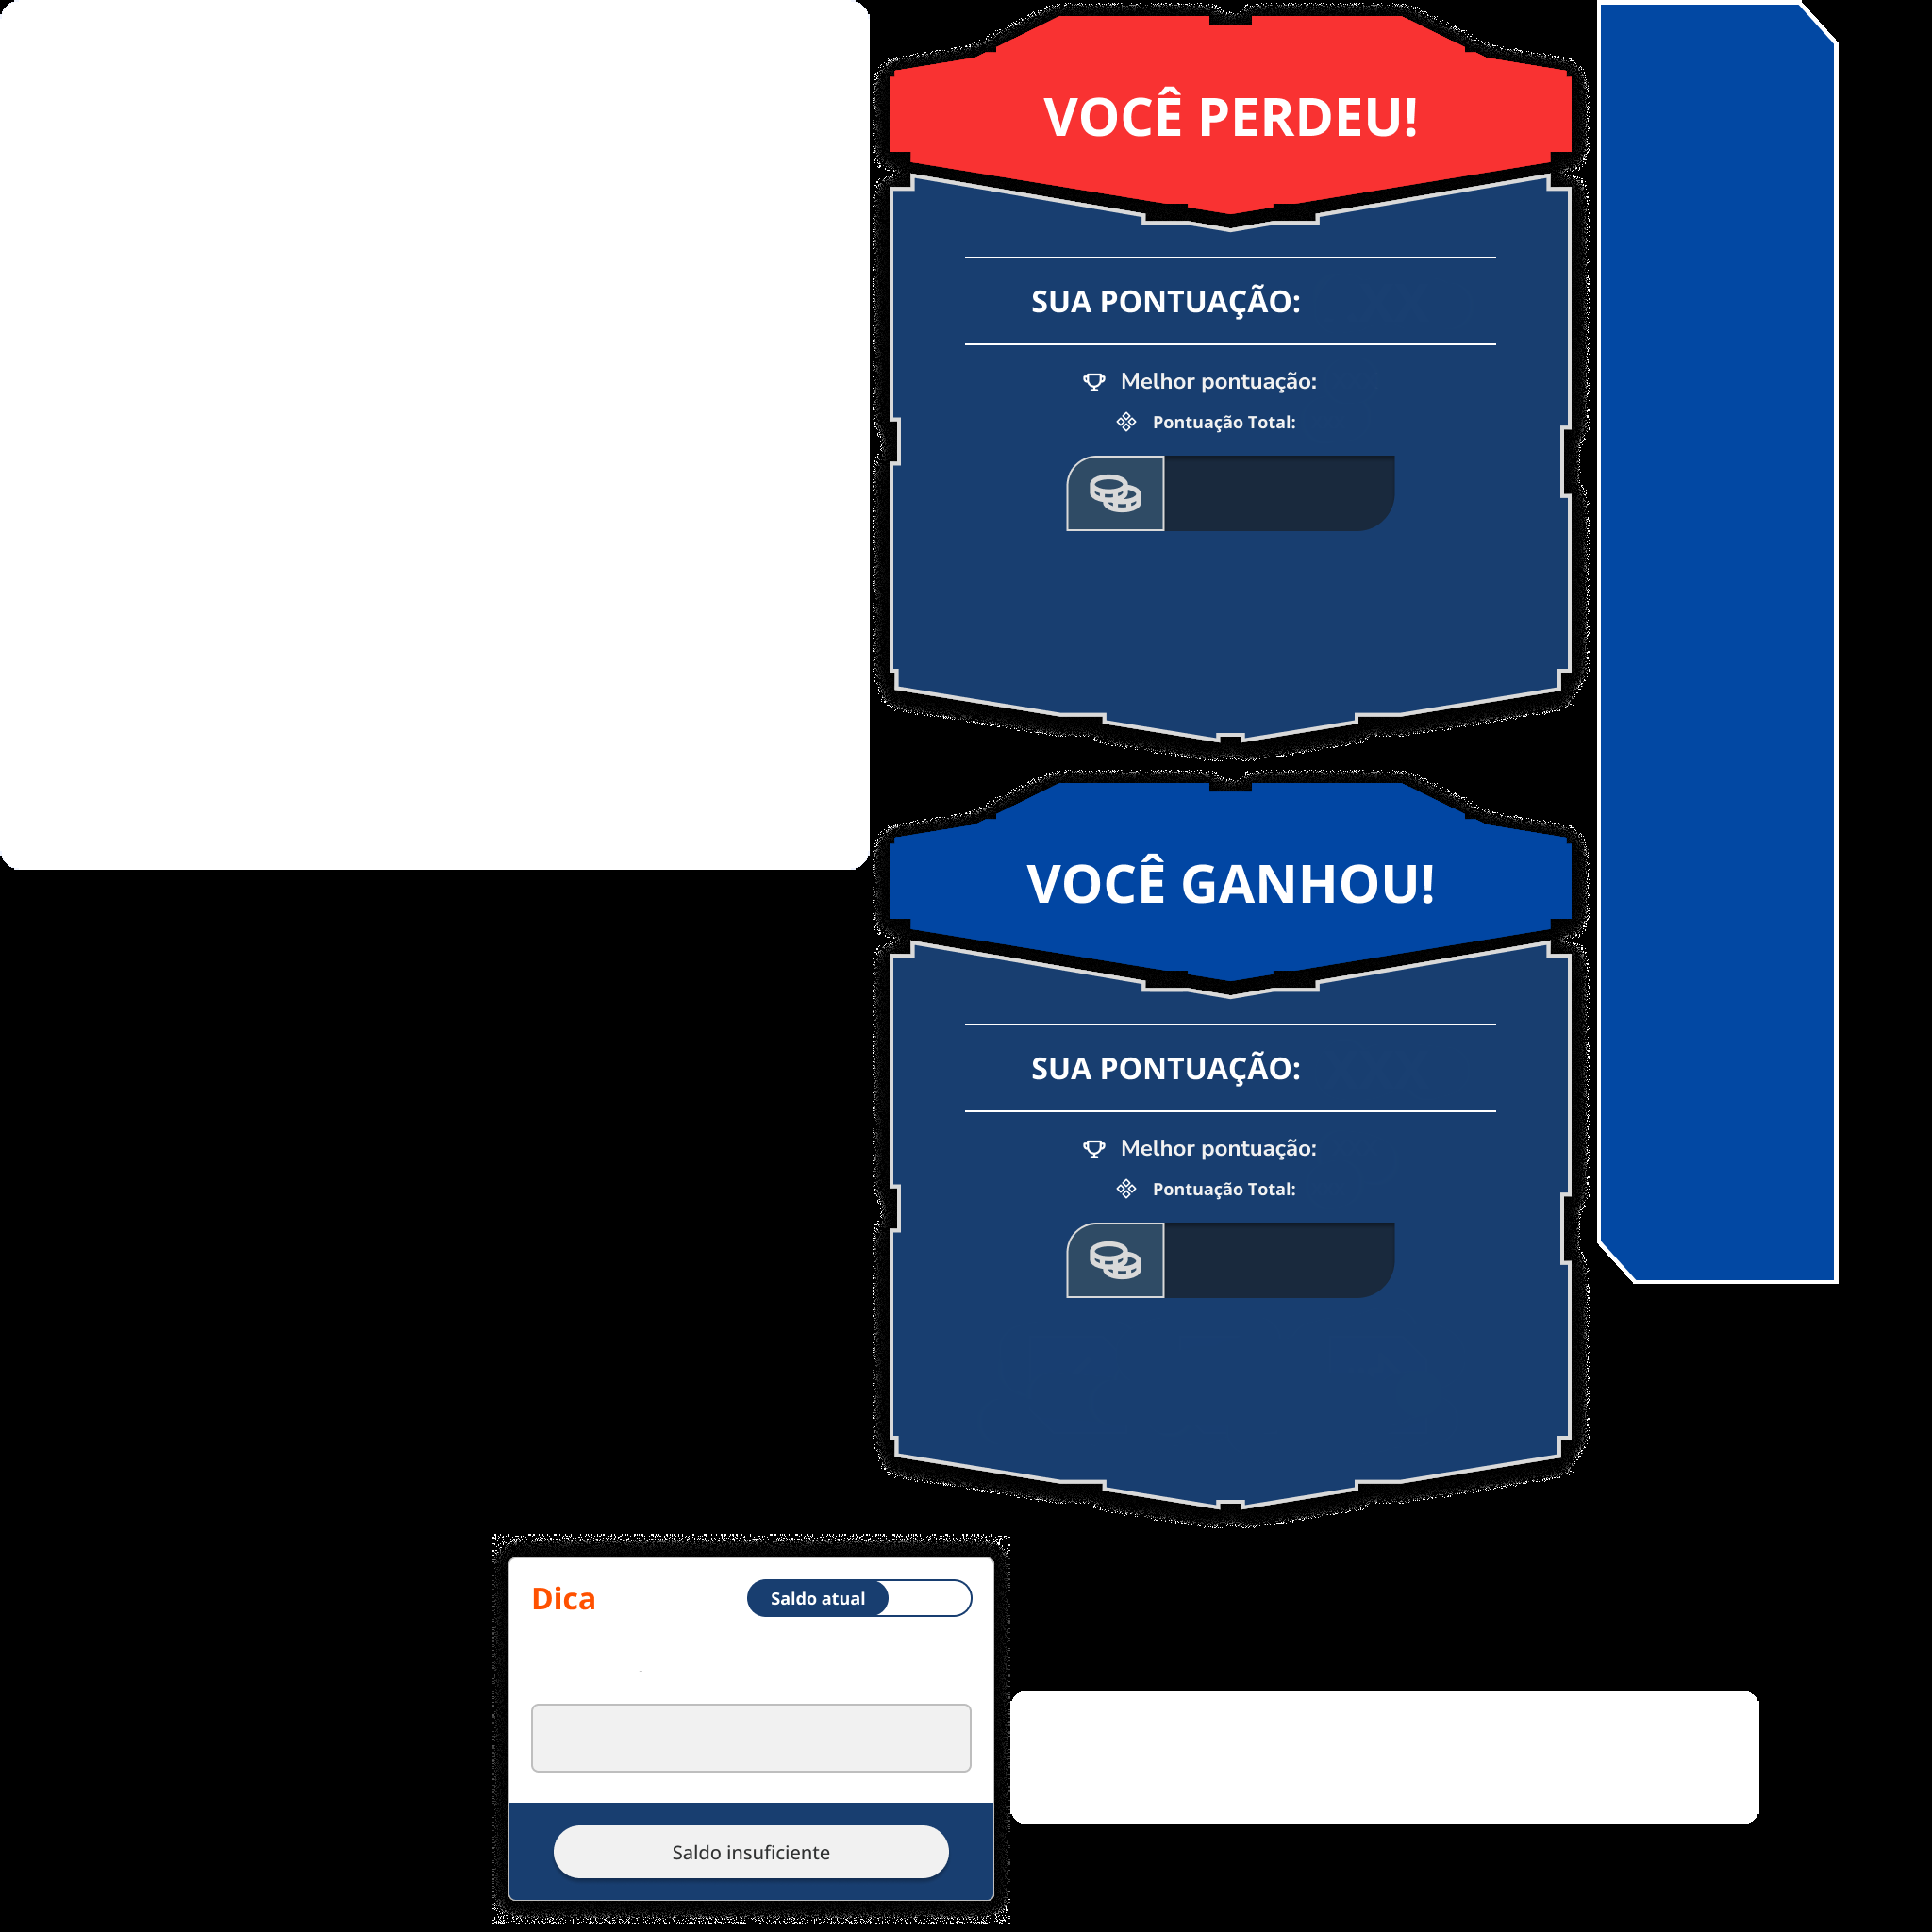 VOCÊ PERDEU!
SUA PONTUAÇÃO:
Melhor pontuação:
Pontuação Total:
VOCÊ GANHOU!
SUA PONTUAÇÃO:
Melhor pontuação:
Pontuação Total:
Dica
Saldo atual
Saldo insuficiente